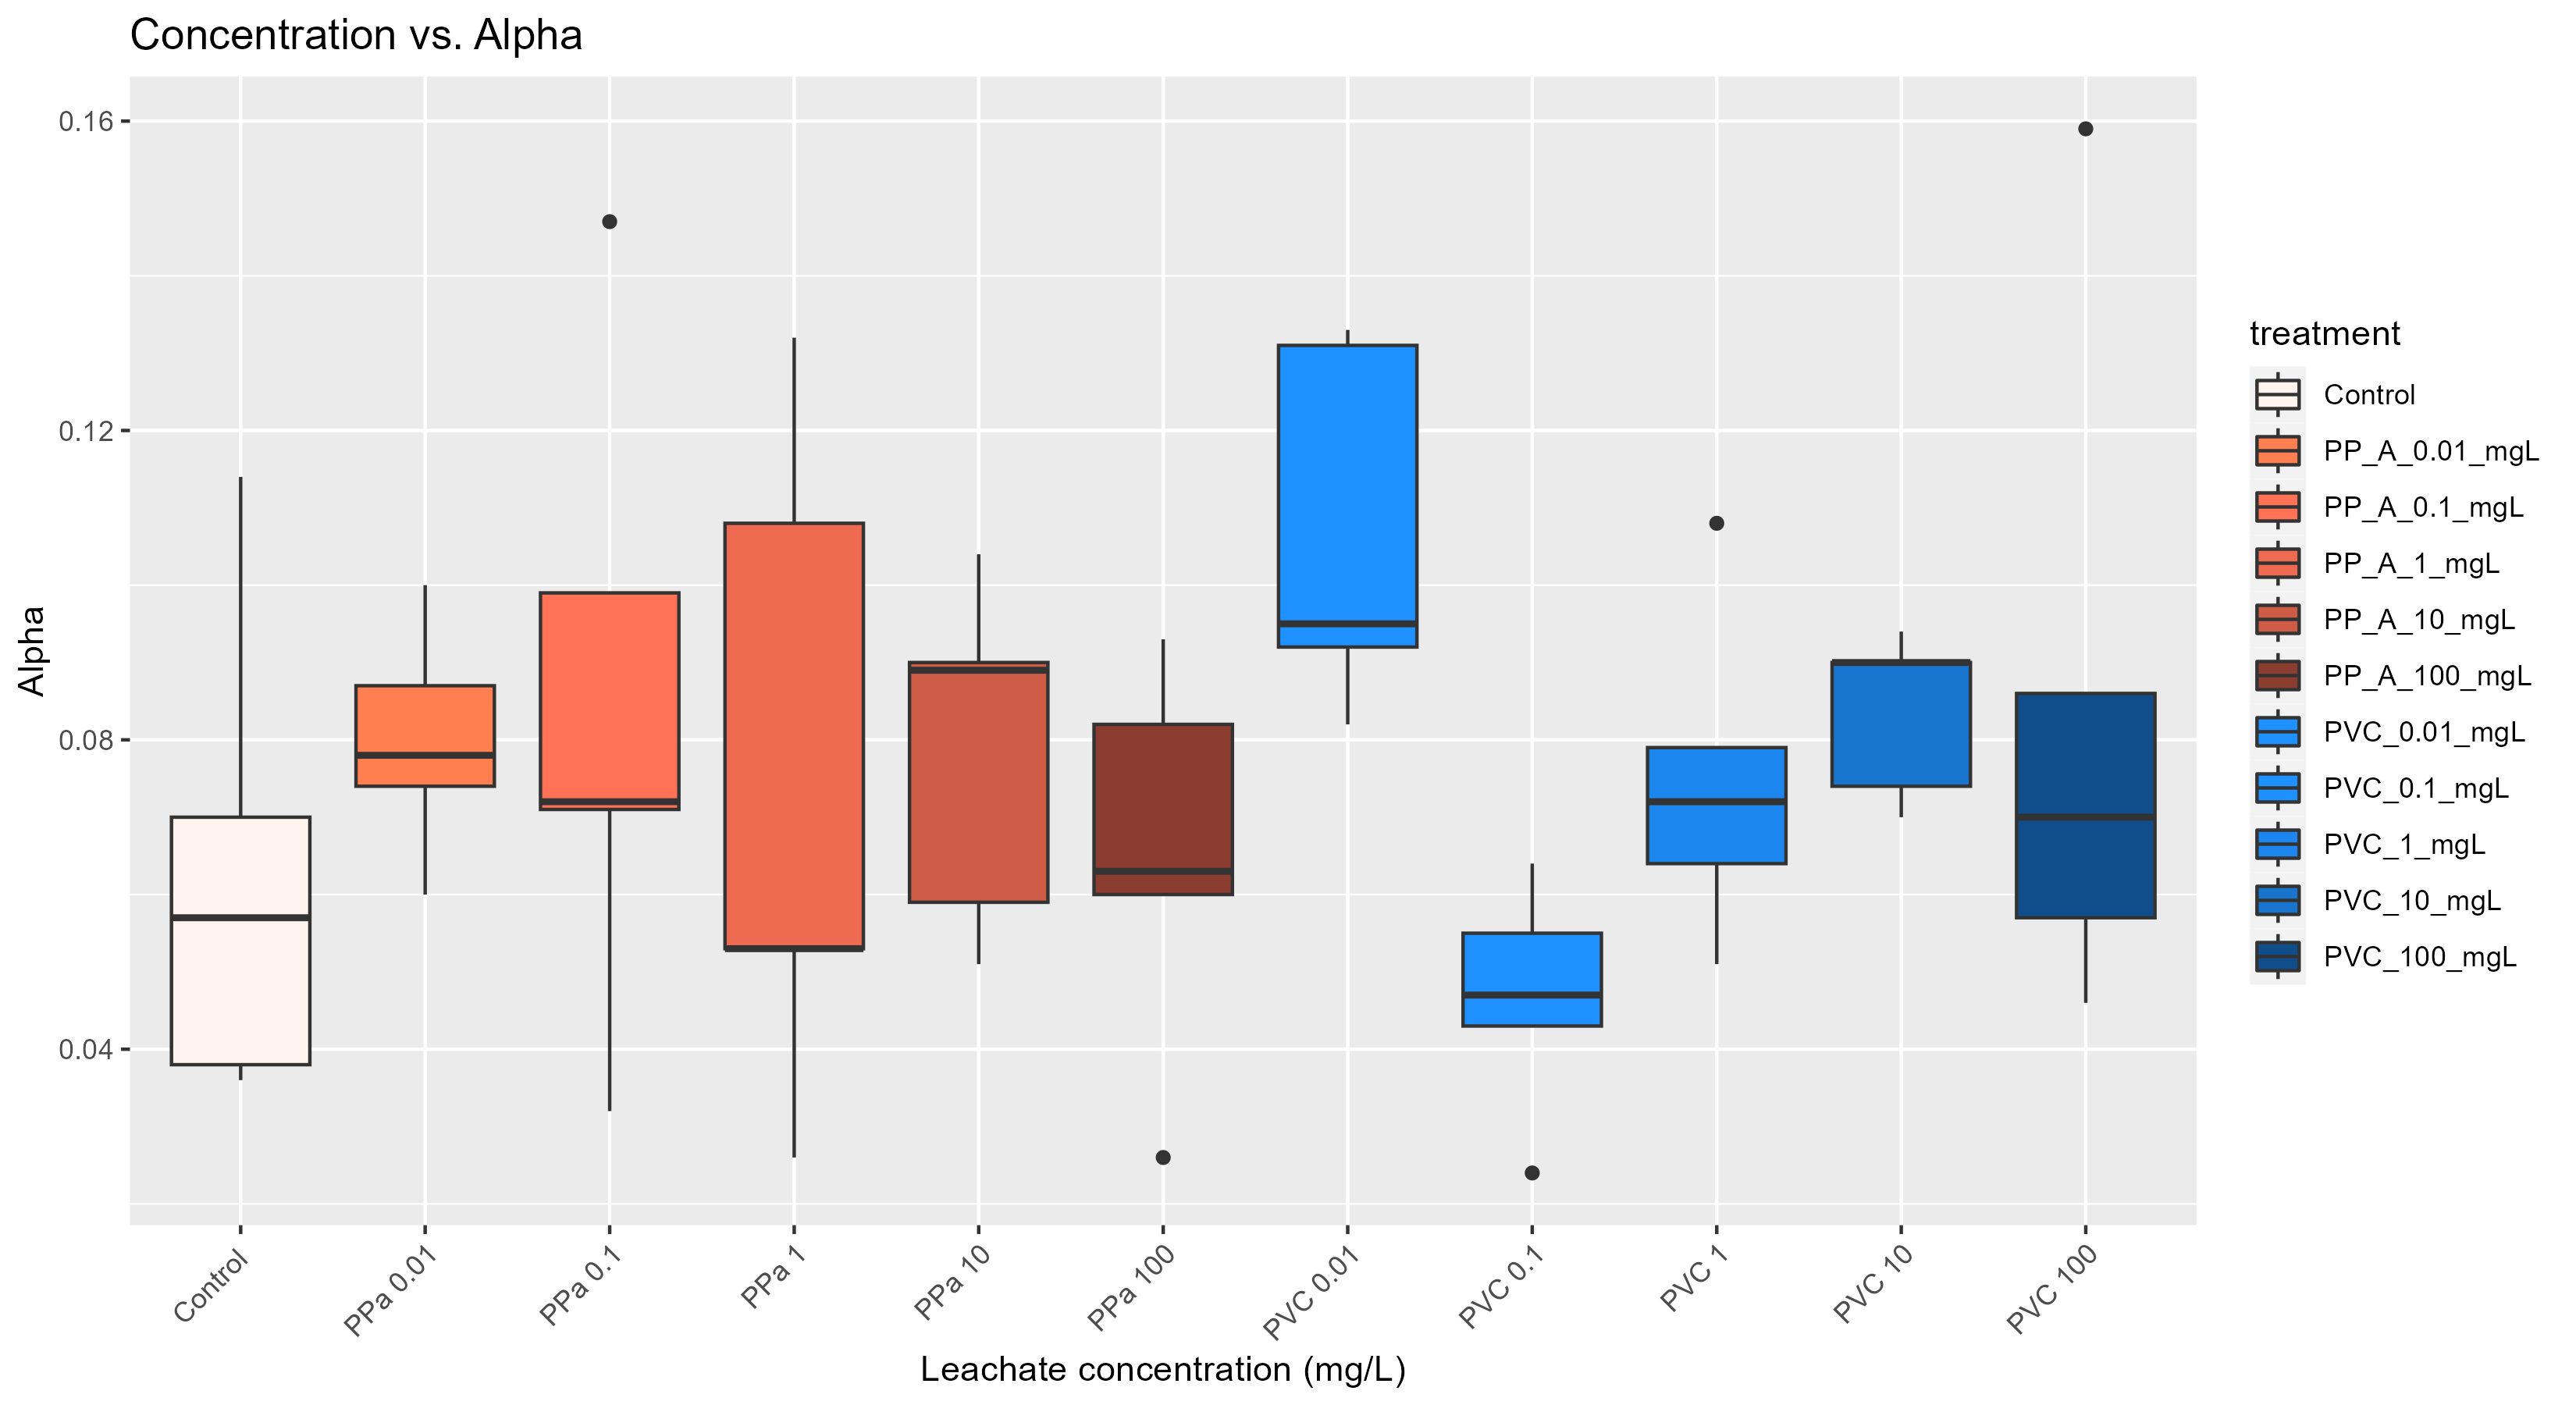 Concentration vs. Alpha
0.16
0.12
0.08
0.04
Alpha
Control
PPa 0.01
PPa 0.1
PPa 1
PPa 10
PPa 100
PVC 0.01
PVC 0.1
PVC 1
PVC 10
PVC 100
Leachate concentration (mg/L)
treatment
Control
PP_A_0.01_mgL
PP_A_0.1_mgL
PP_A_1_mgL
PP_A_10_mgL
PP_A_100_mgL
PVC_0.01_mgL
PVC_0.1_mgL
PVC_1_mgL
PVC_10_mgL
PVC_100_mgL